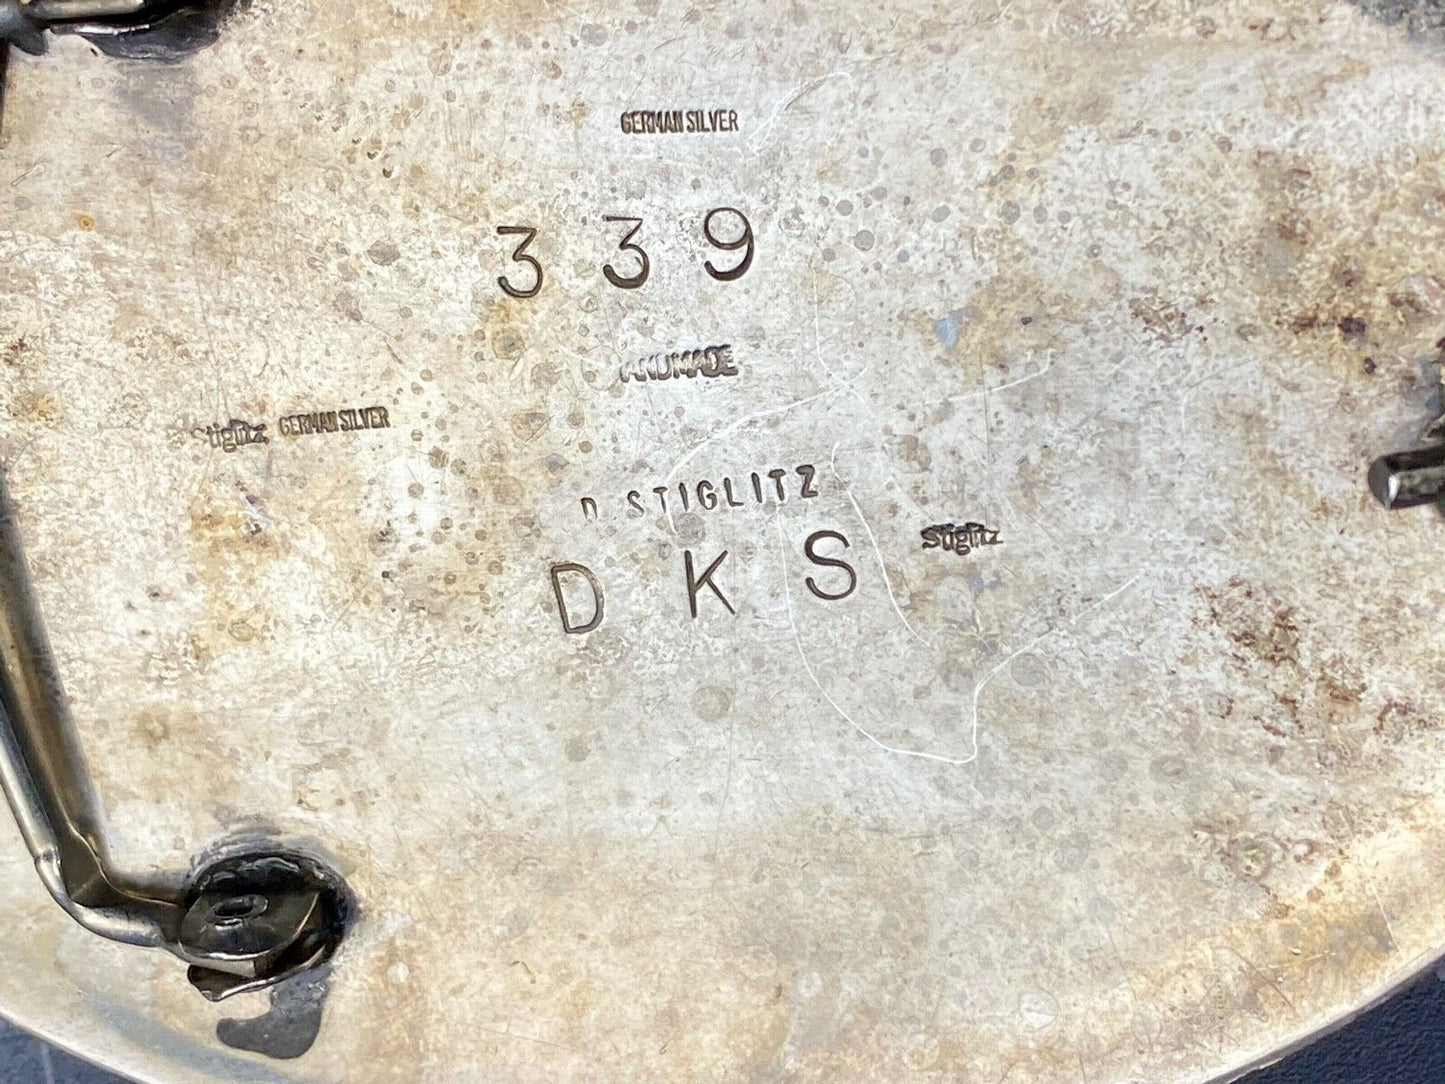 GERMAN SILVER
339
HANDMADE
Stiglitz GERMAN SILVER
D STIGLITZ
Stiglitz
DKS